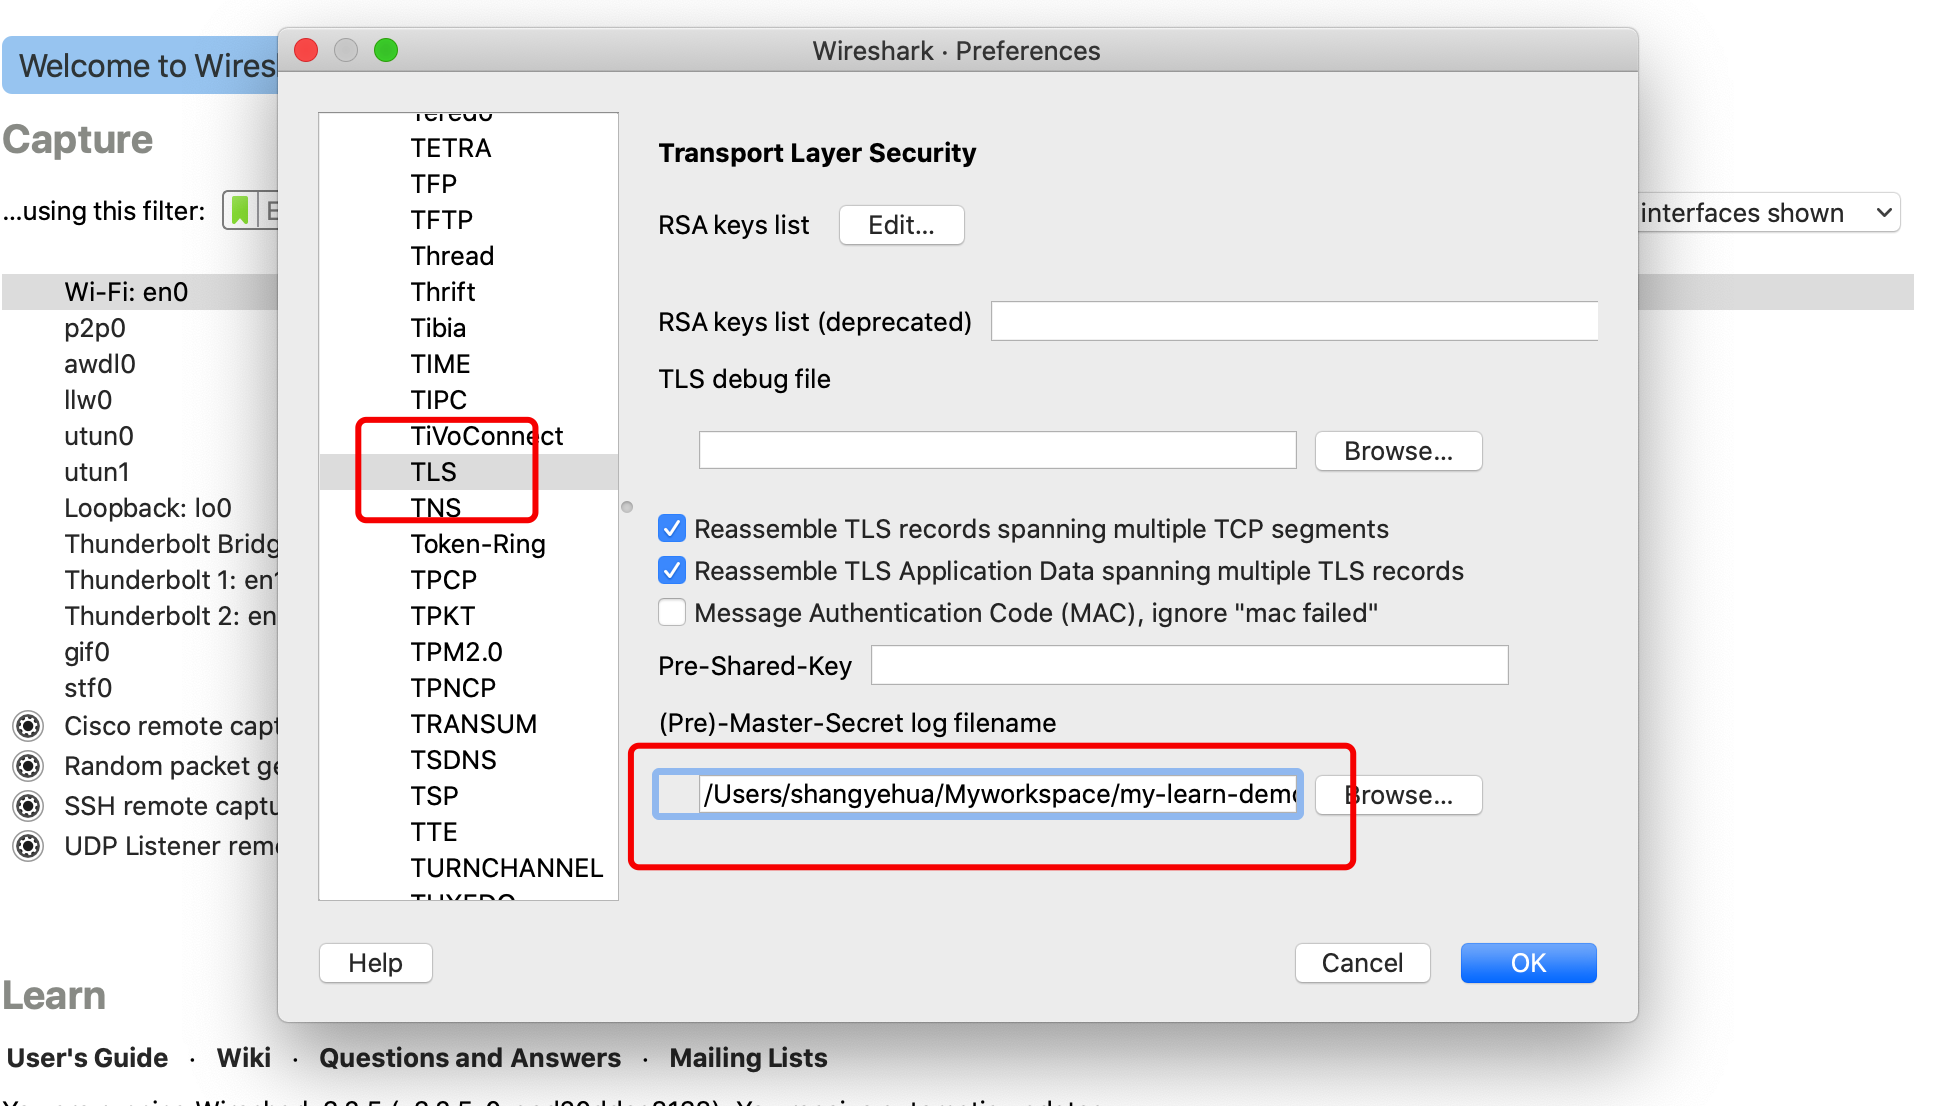 Wireshark · Preferences
Welcome to Wires
Capture
...using this filter:
interfaces shown
Wi-Fi: en0
p2p0
awdl0
llw0
utun0
utun1
Loopback: lo0
Thunderbolt Bridg
Thunderbolt 1: en1
Thunderbolt 2: en
gif0
stf0
Cisco remote capt
Random packet ge
SSH remote captu
UDP Listener remo
Teredo
TETRA
TFP
TFTP
Thread
Thrift
Tibia
TIME
TIPC
TiVoConnect
TLS
TNS
Token-Ring
TPCP
TPKT
TPM2.0
TPNCP
TRANSUM
TSDNS
TSP
TTE
TURNCHANNEL
TUXEDO
Transport Layer Security
RSA keys list Edit...
RSA keys list (deprecated)
TLS debug file
Browse...
Reassemble TLS records spanning multiple TCP segments
Reassemble TLS Application Data spanning multiple TLS records
Message Authentication Code (MAC), ignore "mac failed"
Pre-Shared-Key
(Pre)-Master-Secret log filename
/Users/shangyehua/Myworkspace/my-learn-demo Browse...
Help Cancel OK
Learn
User's Guide · Wiki · Questions and Answers · Mailing Lists